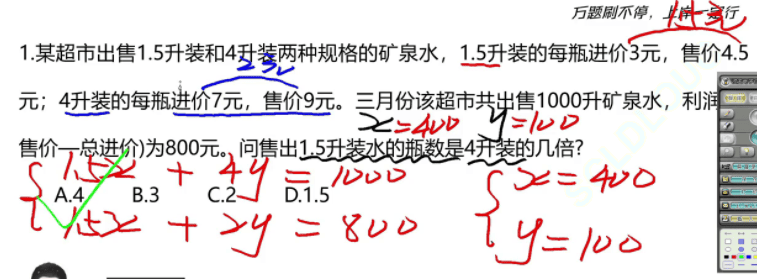 万题刷不停，上岸一定行
1.5元
1.某超市出售1.5升装和4升装两种规格的矿泉水，1.5升装的每瓶进价3元，售价4.5
2元
元；4升装的每瓶进价7元，售价9元。三月份该超市共出售1000升矿泉水，利润
x=400 y=100
售价—总进价)为800元。问售出1.5升装水的瓶数是4升装的几倍?
1.5x + 4y = 1000
x=400
A.4 B.3 C.2 D.1.5
1.5x + 2y = 800
y=100